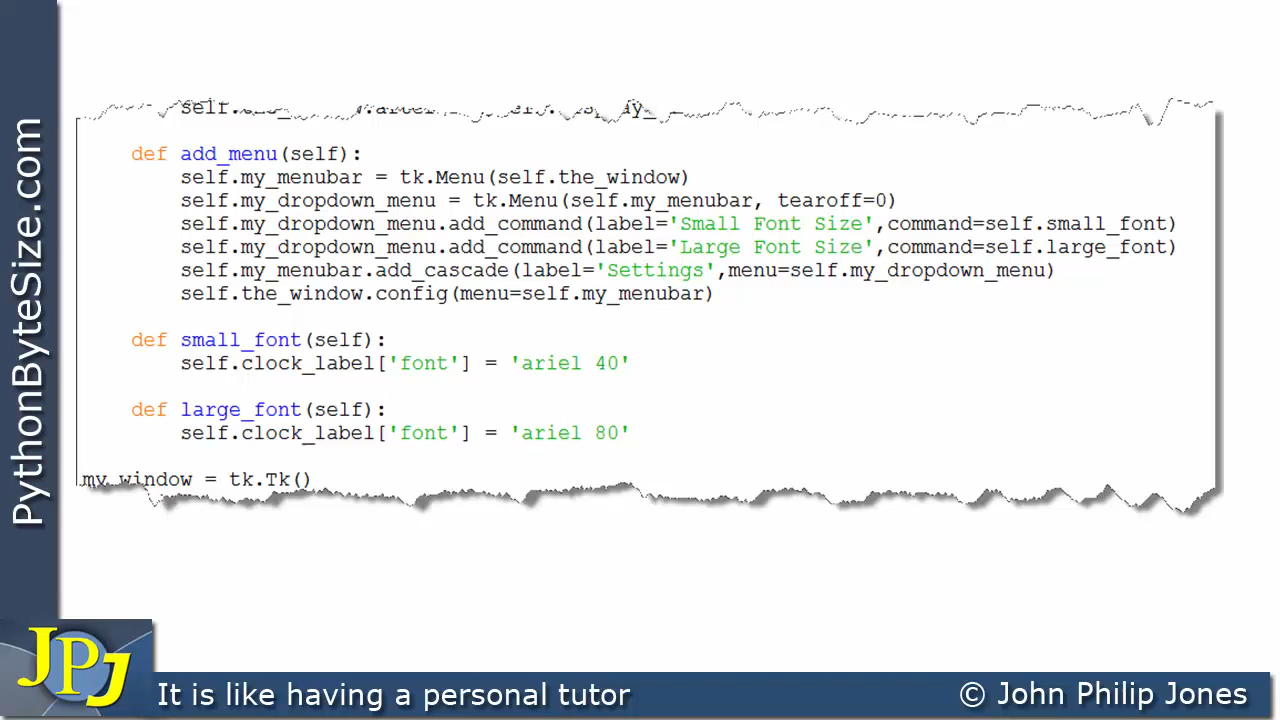 PythonByteSize.com
def add_menu(self):
self.my_menubar = tk.Menu(self.the_window)
self.my_dropdown_menu = tk.Menu(self.my_menubar, tearoff=0)
self.my_dropdown_menu.add_command(label='Small Font Size',command=self.small_font)
self.my_dropdown_menu.add_command(label='Large Font Size',command=self.large_font)
self.my_menubar.add_cascade(label='Settings',menu=self.my_dropdown_menu)
self.the_window.config(menu=self.my_menubar)
def small_font(self):
self.clock_label['font'] = 'ariel 40'
def large_font(self):
self.clock_label['font'] = 'ariel 80'
my_window = tk.Tk()
JPJ
It is like having a personal tutor
© John Philip Jones